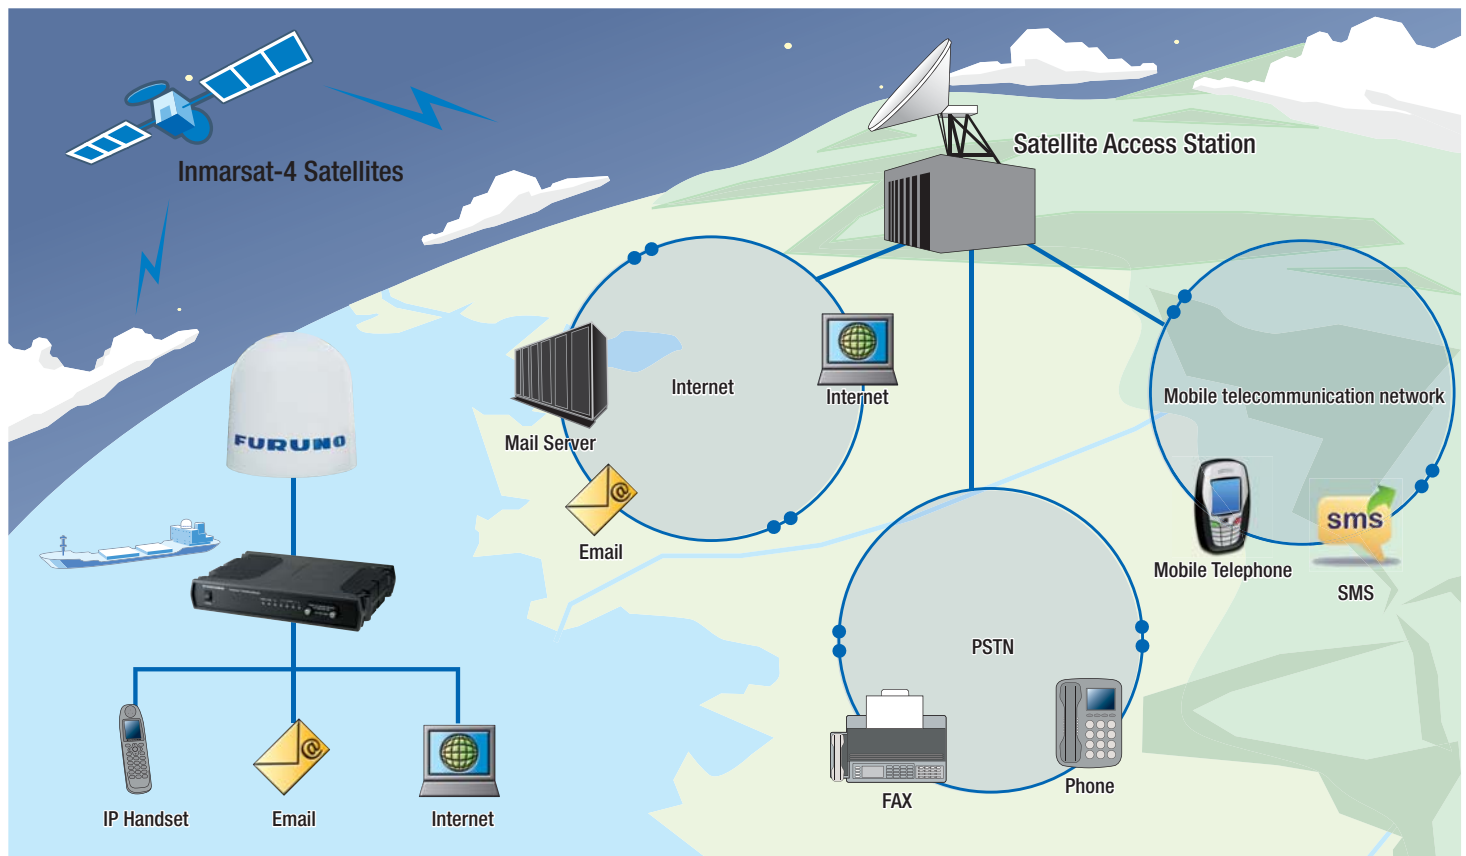 Inmarsat-4 Satellites
Satellite Access Station
Internet
Internet
Mail Server
Email
Mobile telecommunication network
Mobile Telephone
sms
SMS
FURUNO
PSTN
FAX
Phone
IP Handset
Email
@
Internet
@